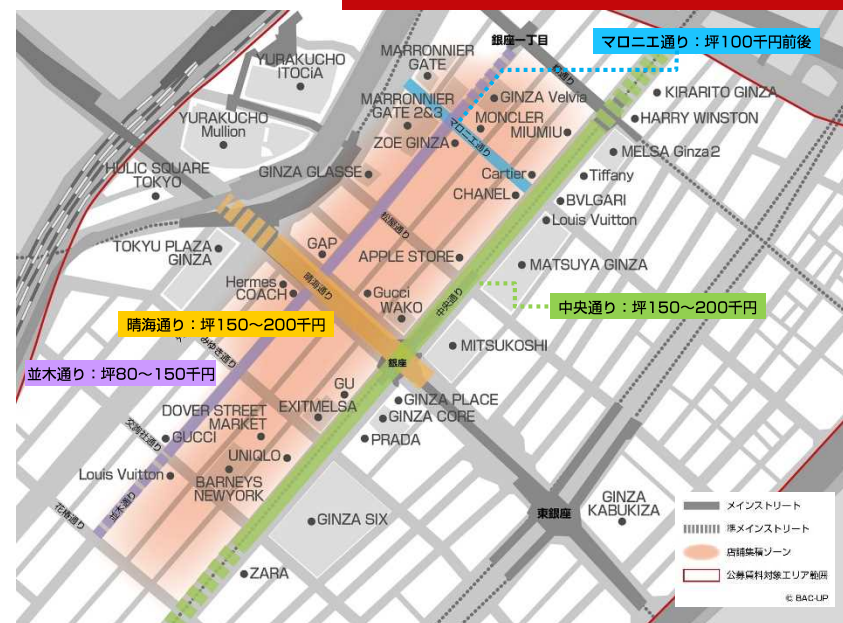 銀座一丁目
マロニエ通り：坪100千円前後
MARRONNIER
GATE
YURAKUCHO
ITOCiA
KIRARITO GINZA
GINZA Velvia
MARRONNIER
GATE 2&3
HARRY WINSTON
MONCLER
MIUMIU
YURAKUCHO
Mullion
マロニエ通り
ZOE GINZA
MELSA Ginza2
HULIC SQUARE
TOKYO
GINZA GLASSE
Cartier
Tiffany
CHANEL
BVLGARI
Louis Vuitton
松屋通り
TOKYU PLAZA
GINZA
GAP
APPLE STORE
MATSUYA GINZA
Hermes
COACH
晴海通り
Gucci
WAKO
中央通り
中央通り：坪150～200千円
晴海通り：坪150～200千円
みゆき通り
MITSUKOSHI
銀座
並木通り：坪80～150千円
GU
EXITMELSA
GINZA PLACE
GINZA CORE
DOVER STREET
MARKET
PRADA
交詢社通り
GUCCI
UNIQLO
Louis Vuitton
BARNEYS
NEWYORK
並木通り
花椿通り
GINZA SIX
東銀座
GINZA
KABUKIZA
ZARA
メインストリート
準メインストリート
店舗集積ゾーン
公募賃料対象エリア範囲
© BAC-UP